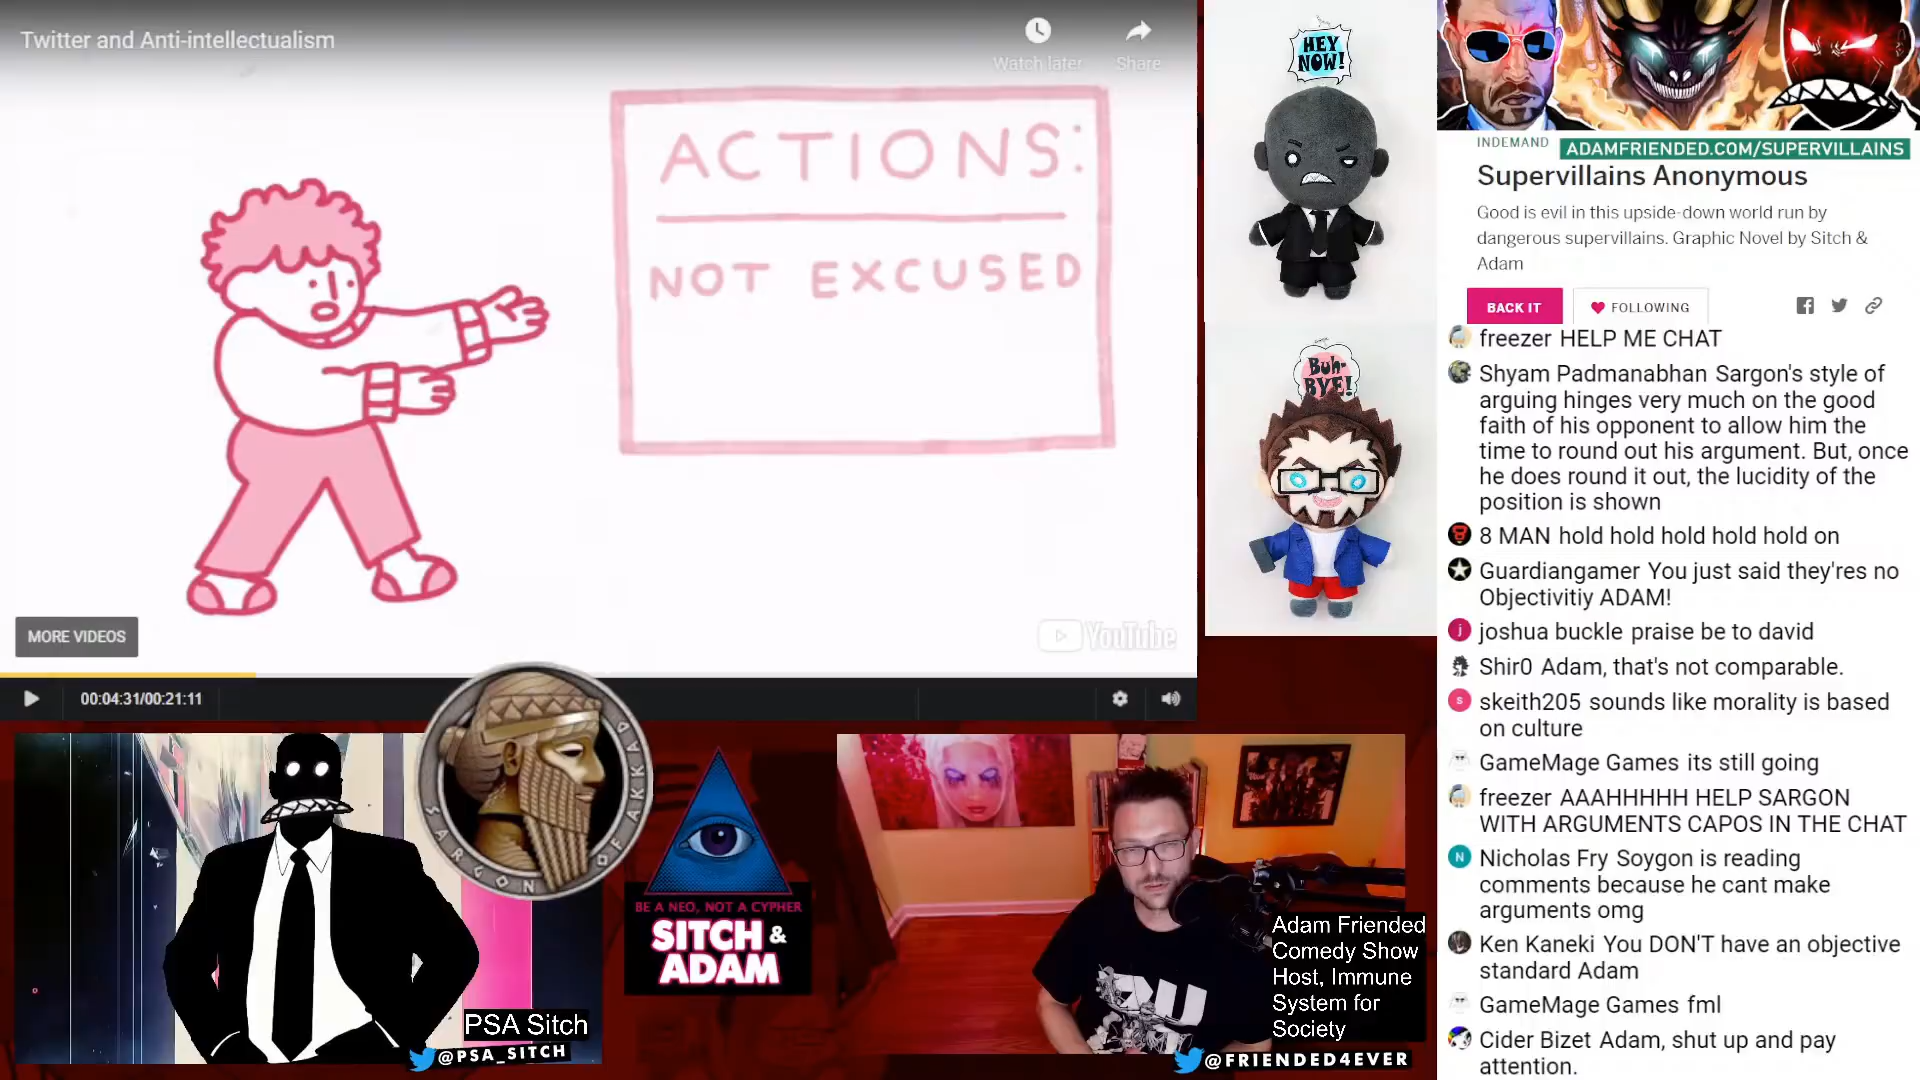 Twitter and Anti-intellectualism
Watch later
Share
ACTIONS:
NOT EXCUSED
MORE VIDEOS
YouTube
00:04:31/00:21:11
HEY
NOW!
Buh-
BYE!
INDEMAND
ADAMFRIENDED.COM/SUPERVILLAINS
Supervillains Anonymous
Good is evil in this upside-down world run by
dangerous supervillains. Graphic Novel by Sitch &
Adam
BACK IT
FOLLOWING
freezer HELP ME CHAT
Shyam Padmanabhan Sargon's style of
arguing hinges very much on the good
faith of his opponent to allow him the
time to round out his argument. But, once
he does round it out, the lucidity of the
position is shown
8 MAN hold hold hold hold hold on
Guardiangamer You just said they'res no
Objectivitiy ADAM!
joshua buckle praise be to david
Shir0 Adam, that's not comparable.
skeith205 sounds like morality is based
on culture
GameMage Games its still going
freezer AAAHHHHH HELP SARGON
WITH ARGUMENTS CAPOS IN THE CHAT
Nicholas Fry Soygon is reading
comments because he cant make
arguments omg
Ken Kaneki You DON'T have an objective
standard Adam
GameMage Games fml
Cider Bizet Adam, shut up and pay
attention.
SARGON OF AKKAD
BE A NEO, NOT A CYPHER
SITCH &
ADAM
PSA Sitch
@PSA_SITCH
Adam Friended
Comedy Show
Host, Immune
System for
Society
@FRIENDED4EVER